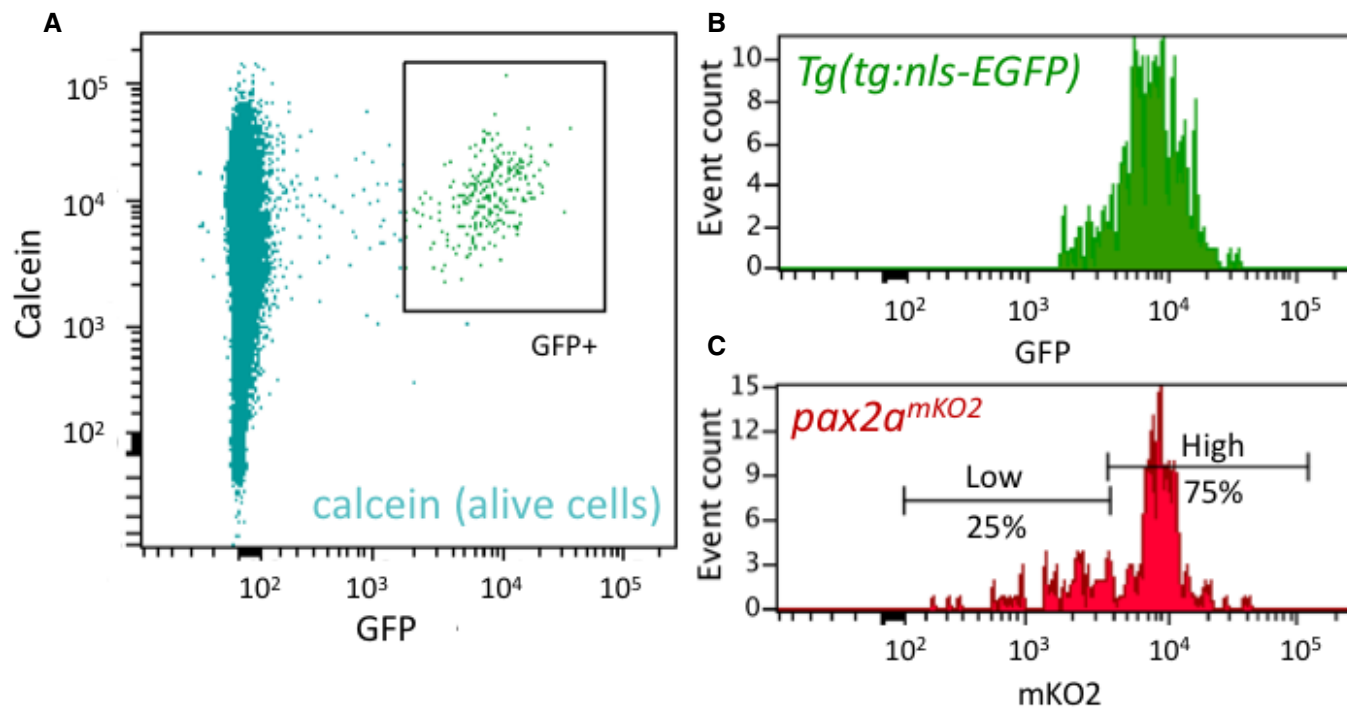 A
Calcein
10⁵
10⁴
10³
10²
GFP+
calcein (alive cells)
10² 10³ 10⁴ 10⁵
GFP
B
Event count
10
8
6
4
2
0
Tg(tg:nls-EGFP)
10² 10³ 10⁴ 10⁵
GFP
C
Event count
15
12
9
6
3
0
pax2aᵐᴷᴼ²
High
75%
Low
25%
10² 10³ 10⁴ 10⁵
mKO2